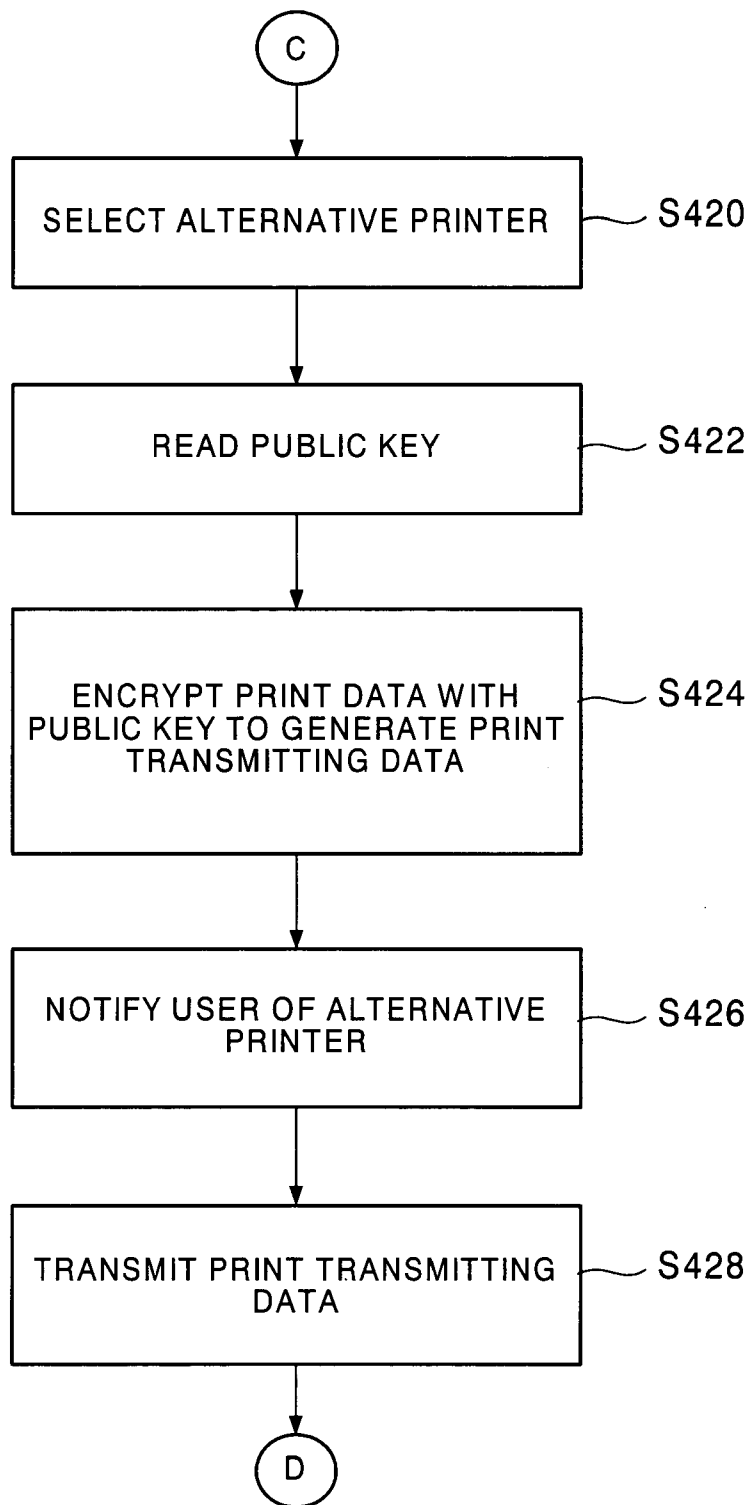 C
SELECT ALTERNATIVE PRINTER
S420
READ PUBLIC KEY
S422
ENCRYPT PRINT DATA WITH
PUBLIC KEY TO GENERATE PRINT
TRANSMITTING DATA
S424
NOTIFY USER OF ALTERNATIVE
PRINTER
S426
TRANSMIT PRINT TRANSMITTING
DATA
S428
D